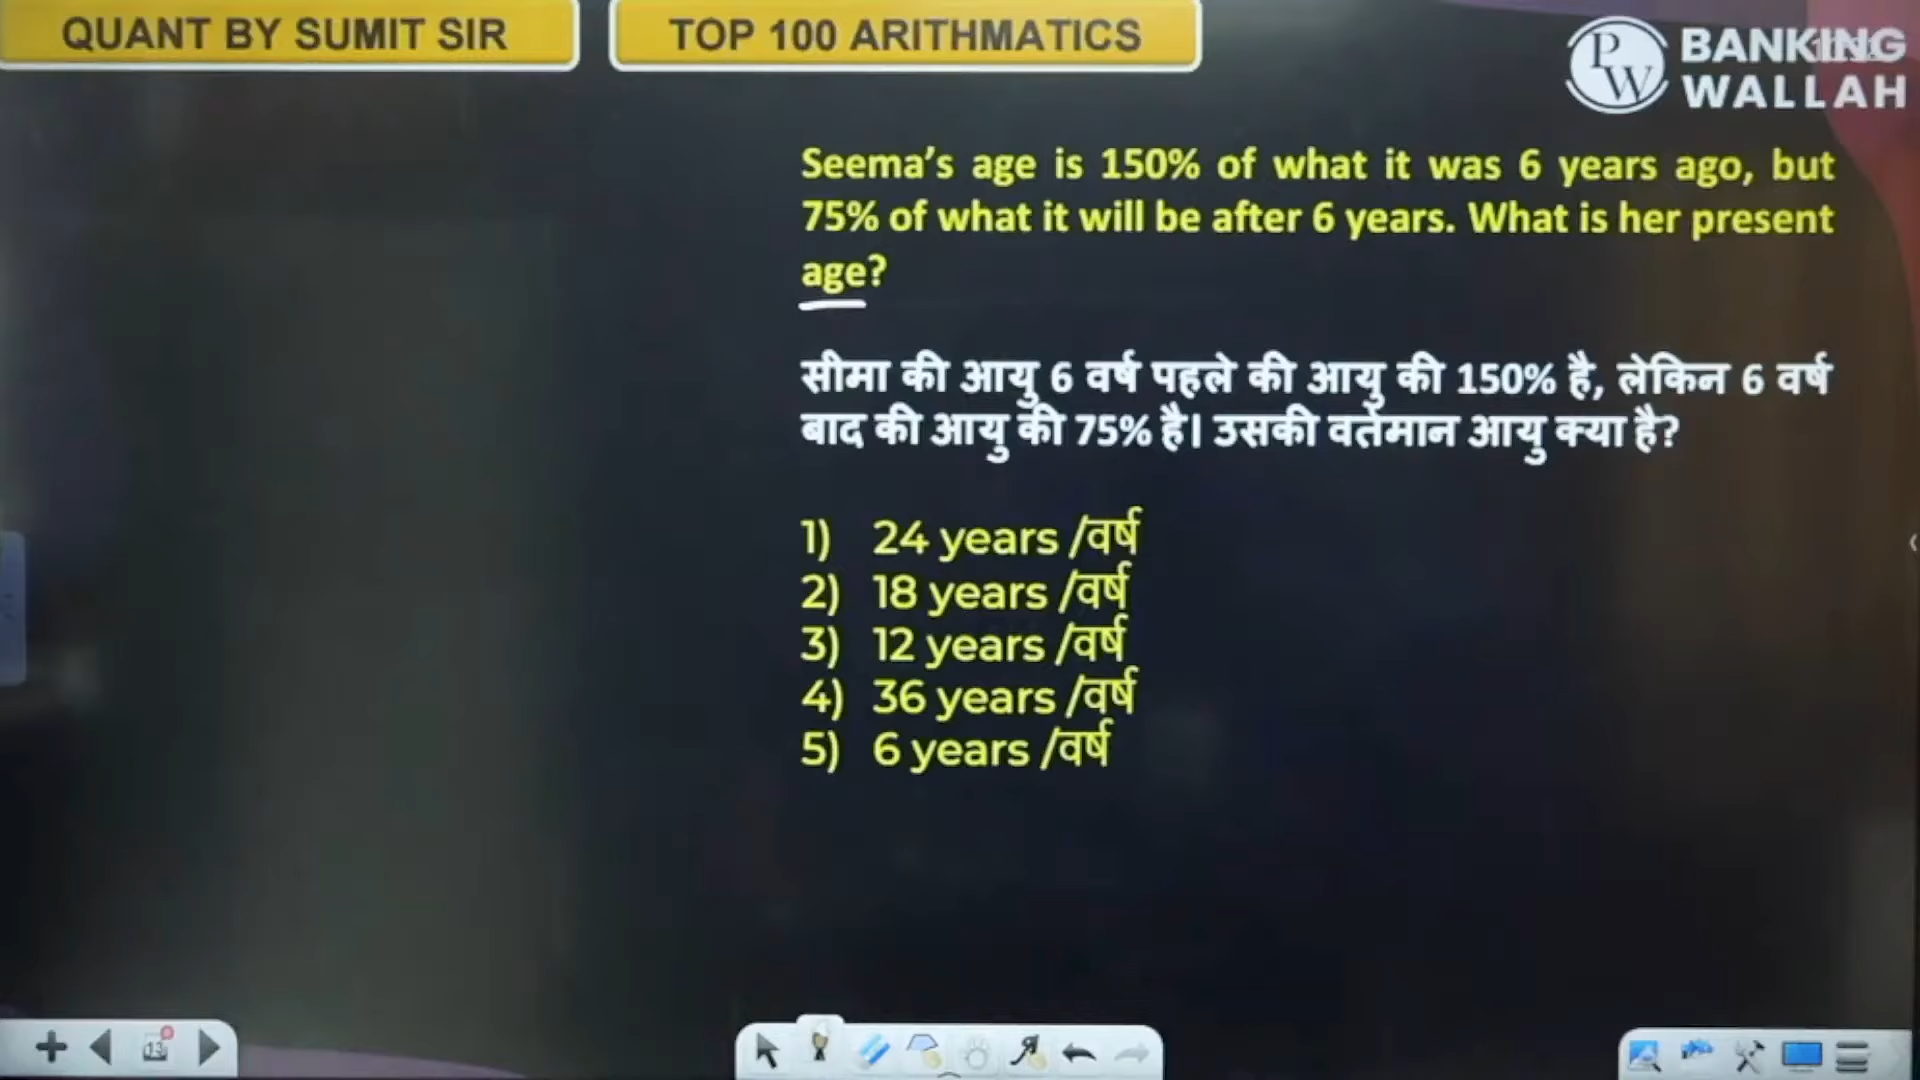 QUANT BY SUMIT SIR
TOP 100 ARITHMATICS
BANKING
WALLAH
PW
Seema's age is 150% of what it was 6 years ago, but
75% of what it will be after 6 years. What is her present
age?
सीमा की आयु 6 वर्ष पहले की आयु की 150% है, लेकिन 6 वर्ष
बाद की आयु की 75% है। उसकी वर्तमान आयु क्या है?
1) 24 years /वर्ष
2) 18 years /वर्ष
3) 12 years /वर्ष
4) 36 years /वर्ष
5) 6 years /वर्ष
13